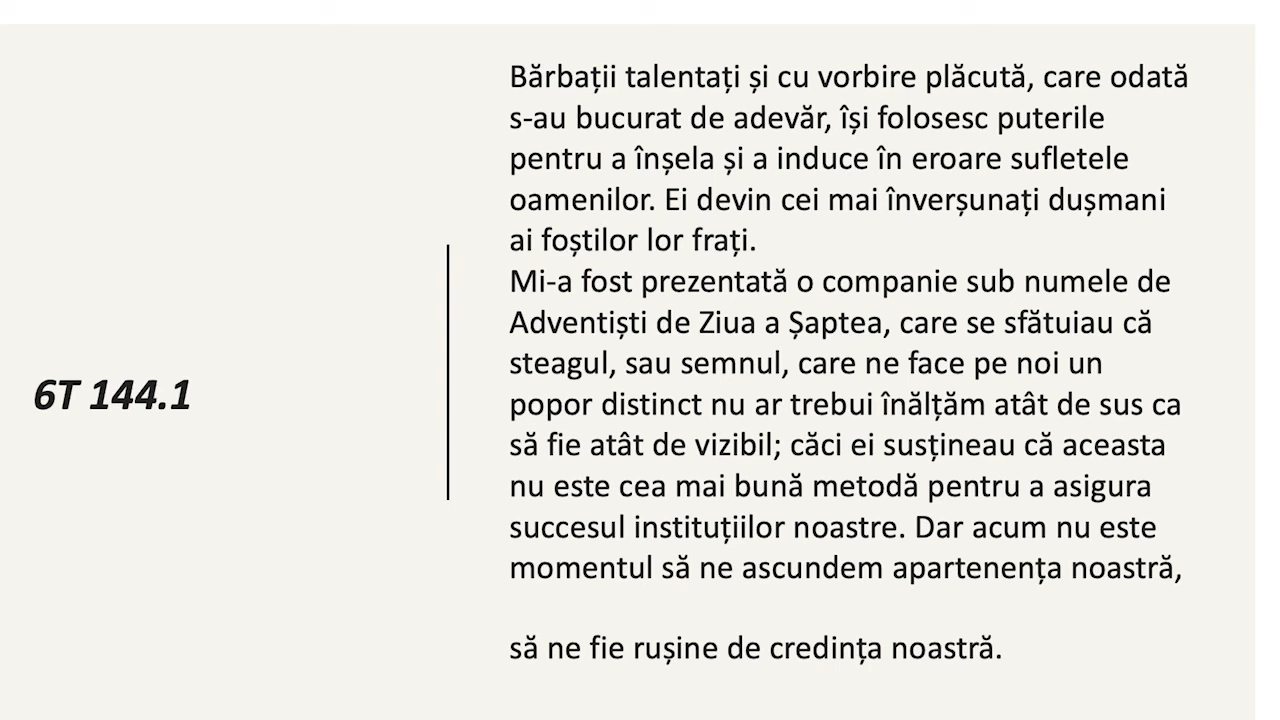 6T 144.1
Bărbații talentați și cu vorbire plăcută, care odată
s-au bucurat de adevăr, își folosesc puterile
pentru a înșela și a induce în eroare sufletele
oamenilor. Ei devin cei mai înverșunați dușmani
ai foștilor lor frați.
Mi-a fost prezentată o companie sub numele de
Adventiști de Ziua a Șaptea, care se sfătuiau că
steagul, sau semnul, care ne face pe noi un
popor distinct nu ar trebui înălțăm atât de sus ca
să fie atât de vizibil; căci ei susțineau că aceasta
nu este cea mai bună metodă pentru a asigura
succesul instituțiilor noastre. Dar acum nu este
momentul să ne ascundem apartenența noastră,
să ne fie rușine de credința noastră.